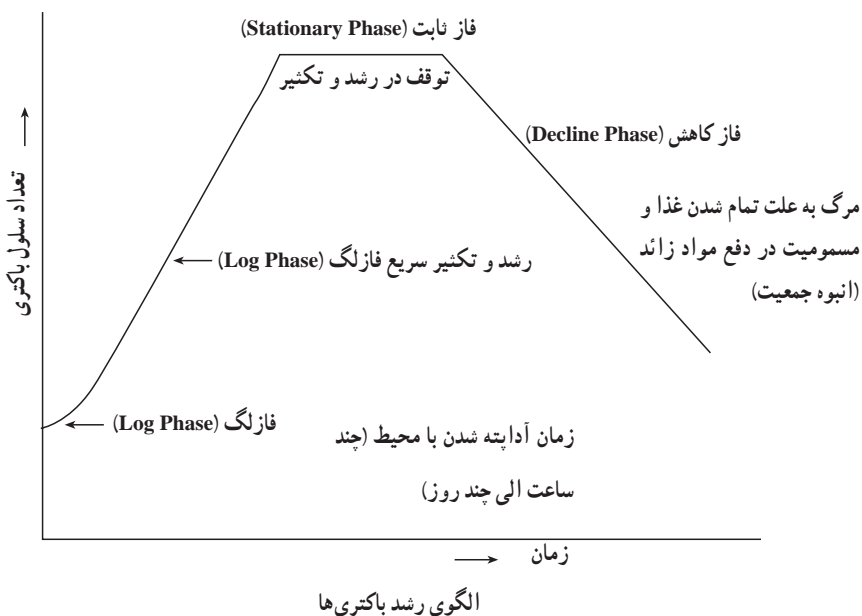 فاز ثابت (Stationary Phase)
توقف در رشد و تکثیر
فاز کاهش (Decline Phase)
مرگ به علت تمام شدن غذا و
مسمومیت در دفع مواد زائد
(انبوه جمعیت)
تعداد سلول باکتری
رشد و تکثیر سریع فازلگ (Log Phase)
فازلگ (Log Phase)
زمان آداپته شدن با محیط (چند
ساعت الی چند روز)
زمان
الگوی رشد باکتری‌ها